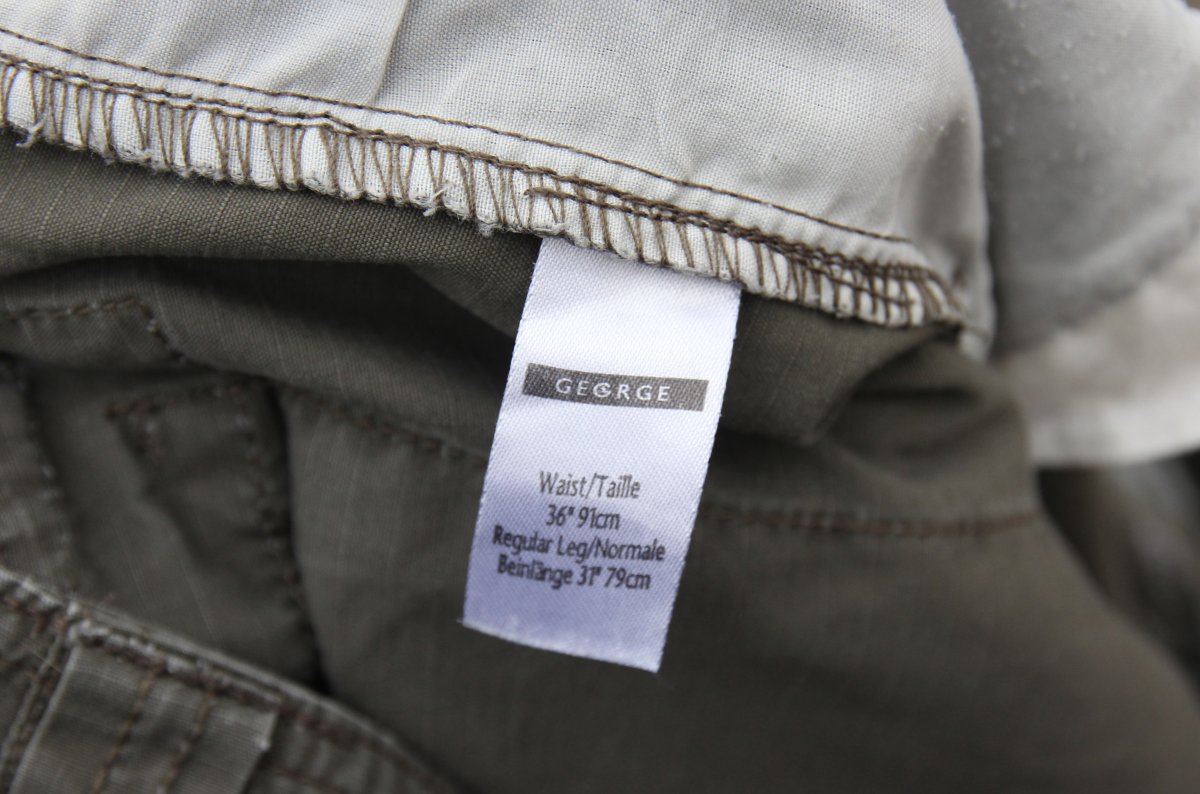 GEORGE
Waist/Taille
36" 91cm
Regular Leg/Normale
Beinlänge 31" 79cm